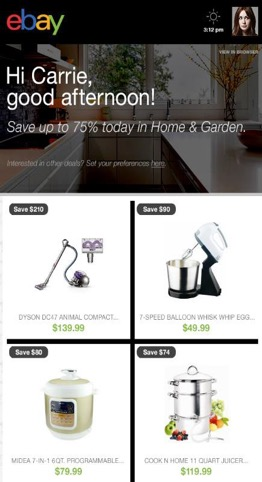 ebay
3:12 pm
VIEW IN BROWSER
Hi Carrie,
good afternoon!
Save up to 75% today in Home & Garden.
Interested in other deals? Set your preferences here.
Save $210
Save $90
DYSON DC47 ANIMAL COMPACT...
$139.99
7-SPEED BALLOON WHISK WHIP EGG...
$49.99
Save $80
Save $74
MIDEA 7-IN-1 6QT. PROGRAMMABLE...
$79.99
COOK N HOME 11 QUART JUICER...
$119.99